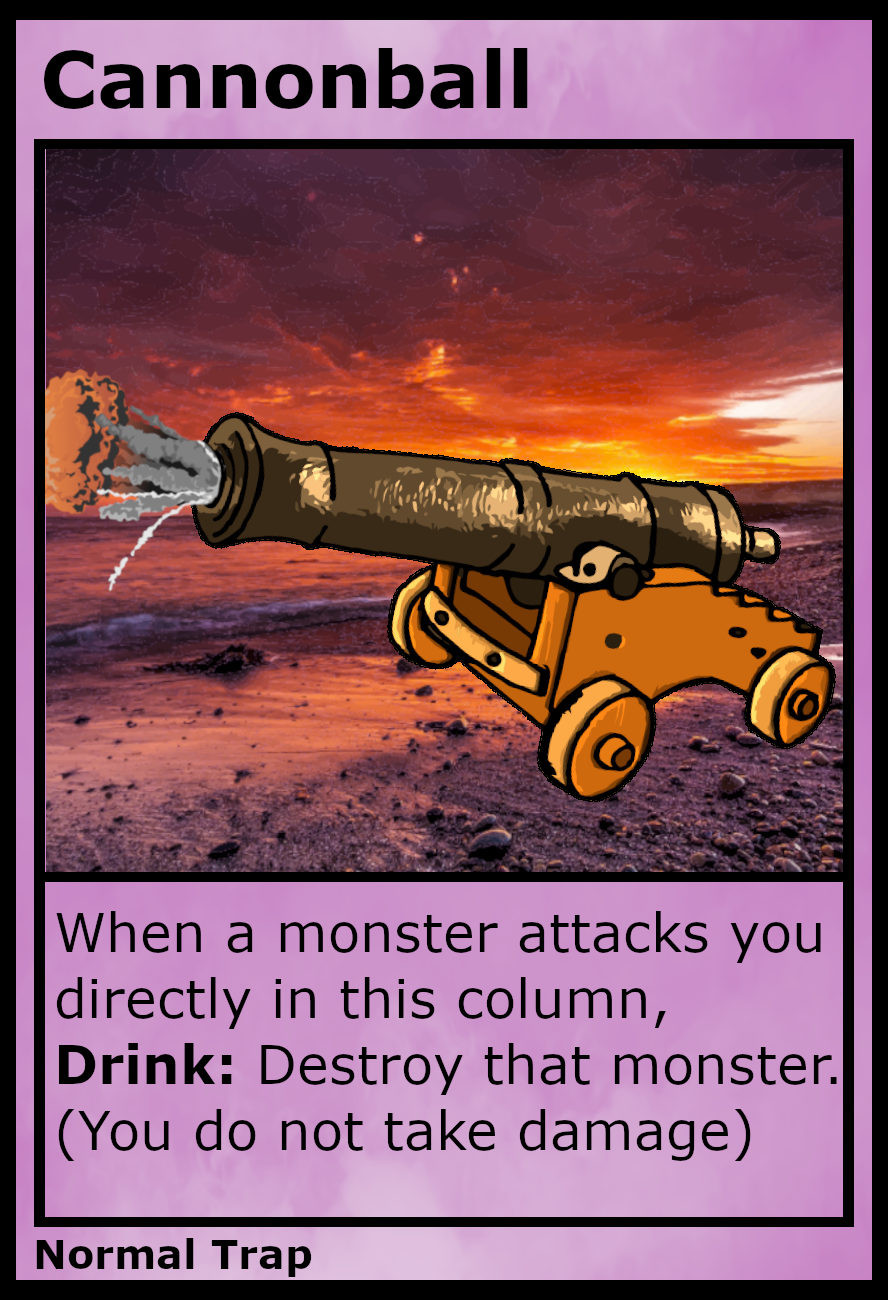 Cannonball
When a monster attacks you
directly in this column,
Drink: Destroy that monster.
(You do not take damage)
Normal Trap